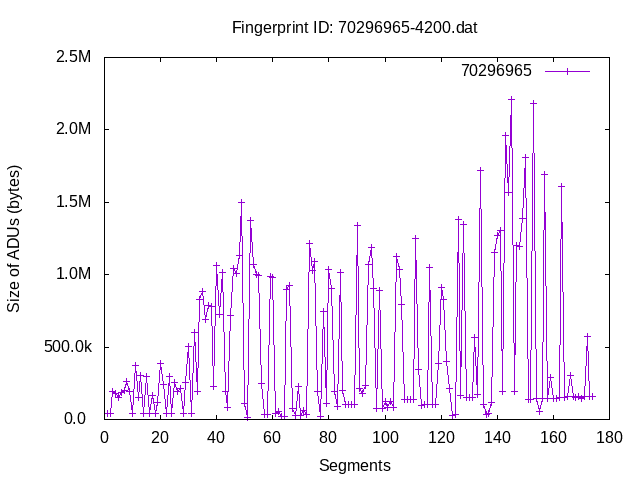 Fingerprint ID: 70296965-4200.dat
2.5M
70296965
2.0M
1.5M
1.0M
500.0k
0.0
Size of ADUs (bytes)
0 20 40 60 80 100 120 140 160 180
Segments